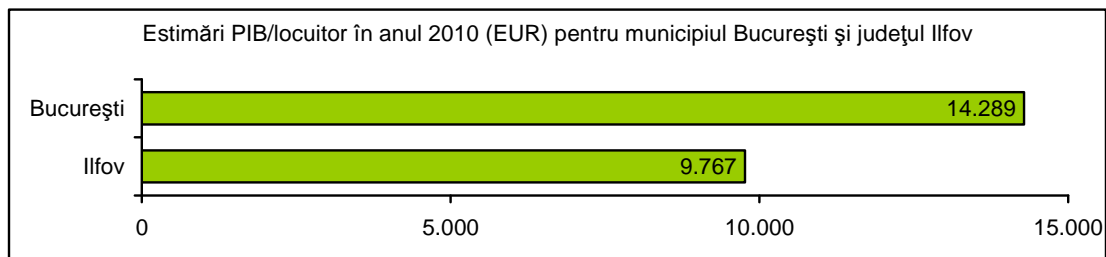 Estimări PIB/locuitor în anul 2010 (EUR) pentru municipiul Bucureşti şi judeţul Ilfov
Bucureşti 14.289
Ilfov 9.767
0 5.000 10.000 15.000